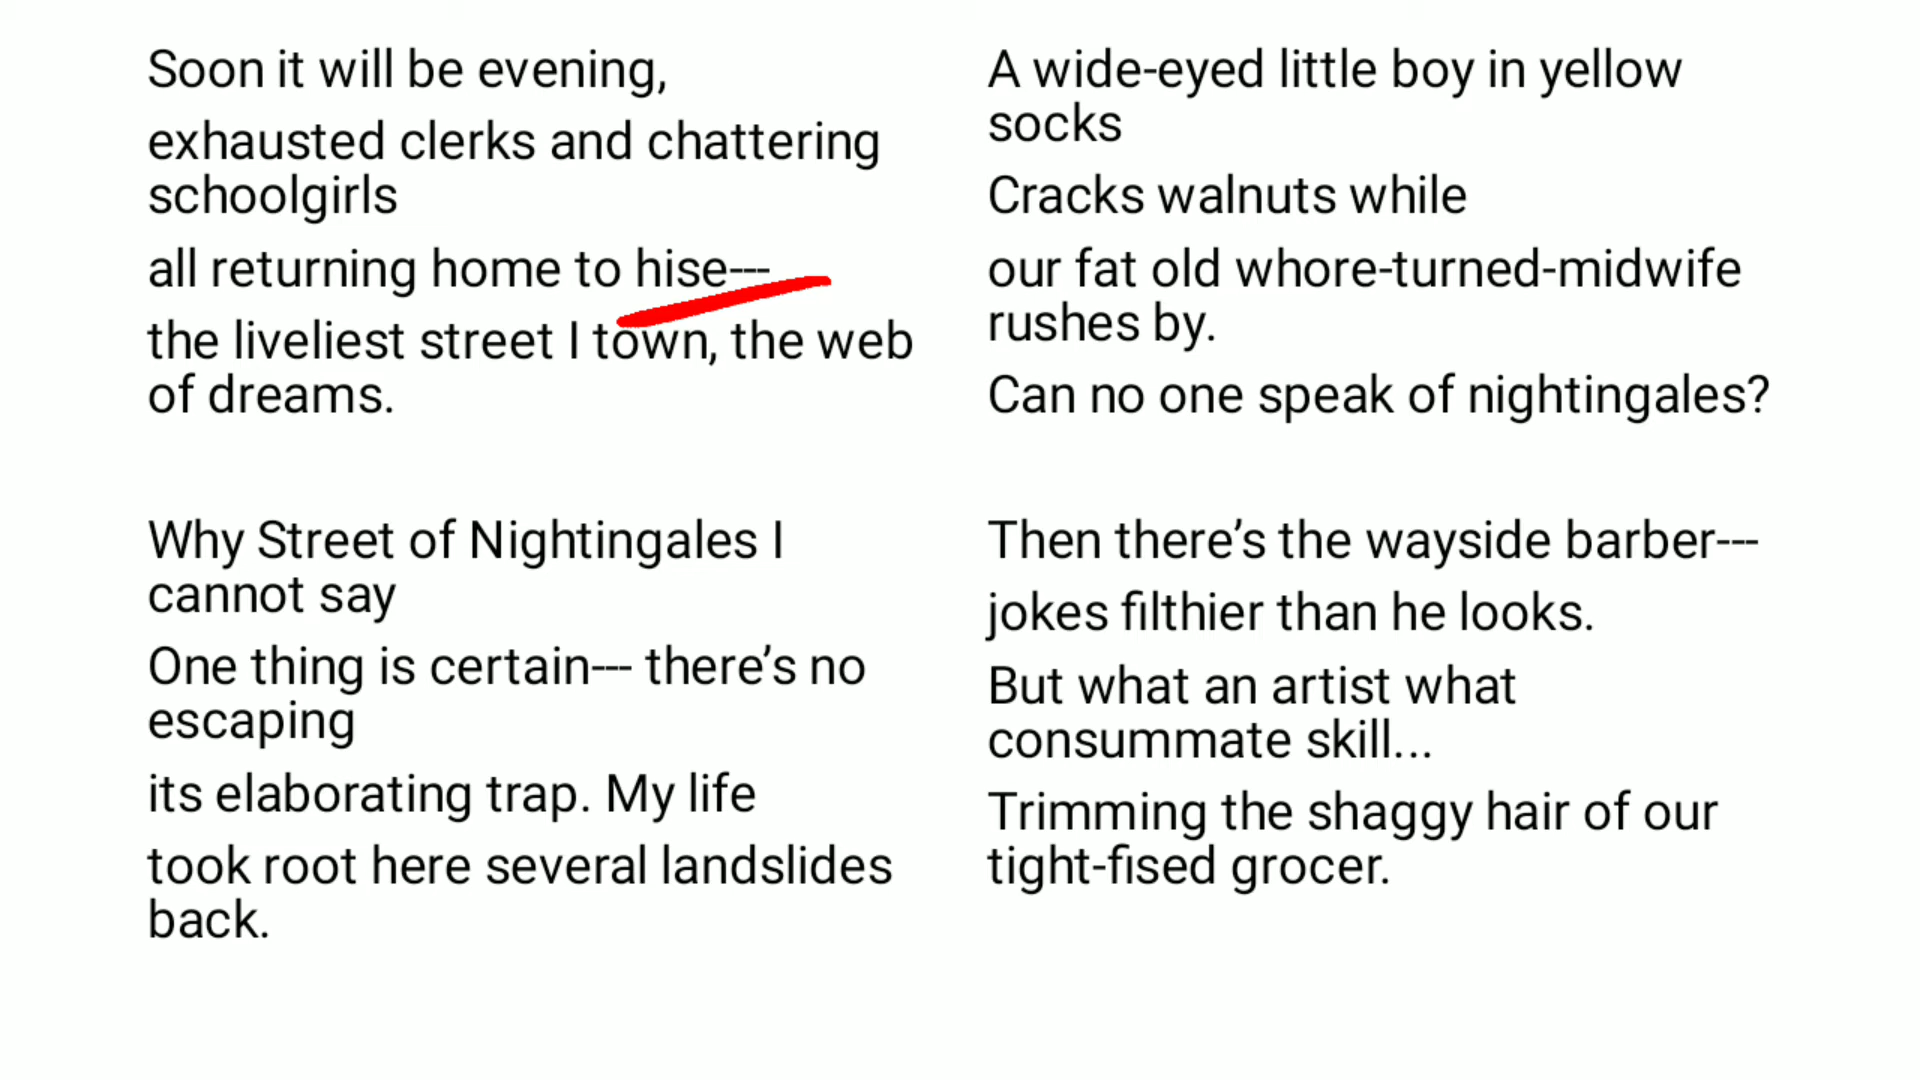 Soon it will be evening,
exhausted clerks and chattering
schoolgirls
all returning home to hise---
the liveliest street I town, the web
of dreams.
Why Street of Nightingales I
cannot say
One thing is certain--- there’s no
escaping
its elaborating trap. My life
took root here several landslides
back.
A wide-eyed little boy in yellow
socks
Cracks walnuts while
our fat old whore-turned-midwife
rushes by.
Can no one speak of nightingales?
Then there’s the wayside barber---
jokes filthier than he looks.
But what an artist what
consummate skill...
Trimming the shaggy hair of our
tight-fised grocer.